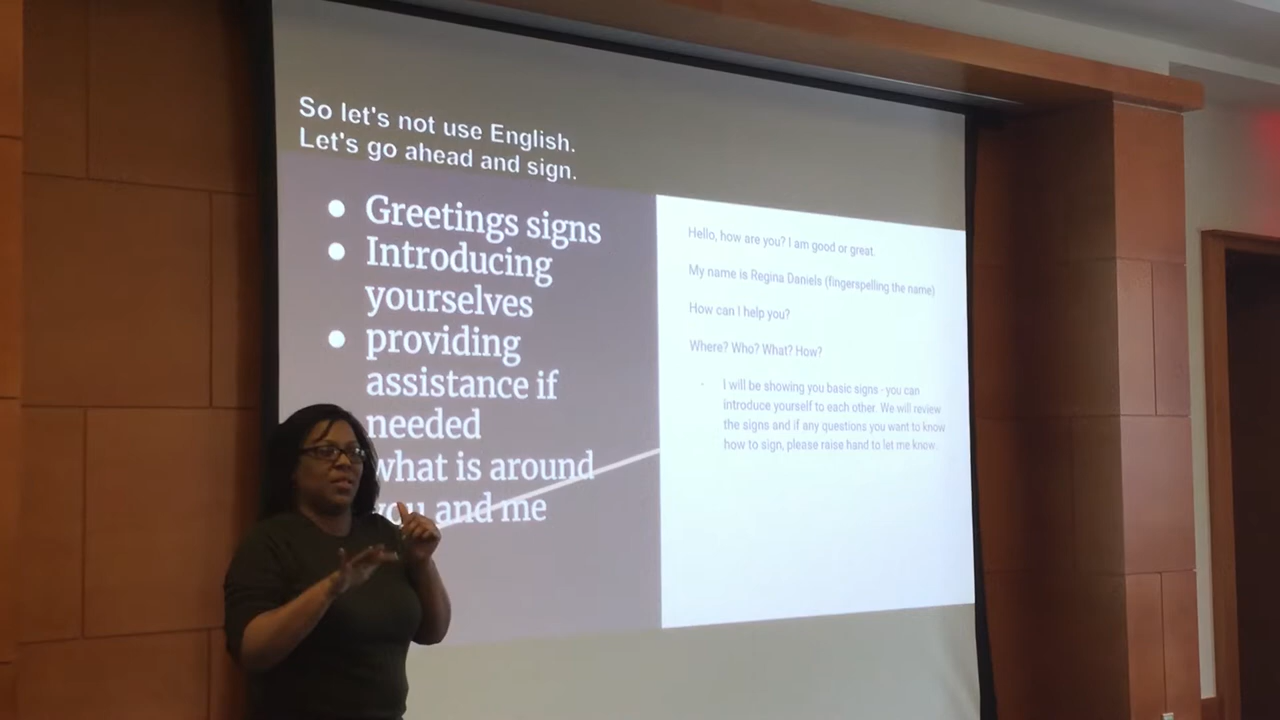 So let's not use English.
Let's go ahead and sign.
● Greetings signs
● Introducing
yourselves
● providing
assistance if
needed
what is around
you and me
Hello, how are you? I am good or great.
My name is Regina Daniels (fingerspelling the name)
How can I help you?
Where? Who? What? How?
- I will be showing you basic signs - you can
introduce yourself to each other. We will review
the signs and if any questions you want to know
how to sign, please raise hand to let me know.